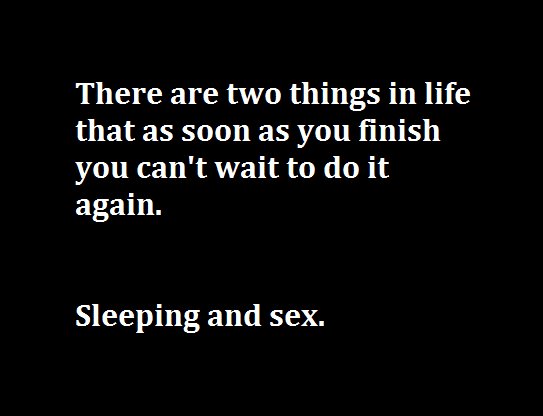 There are two things in life
that as soon as you finish
you can't wait to do it
again.
Sleeping and sex.